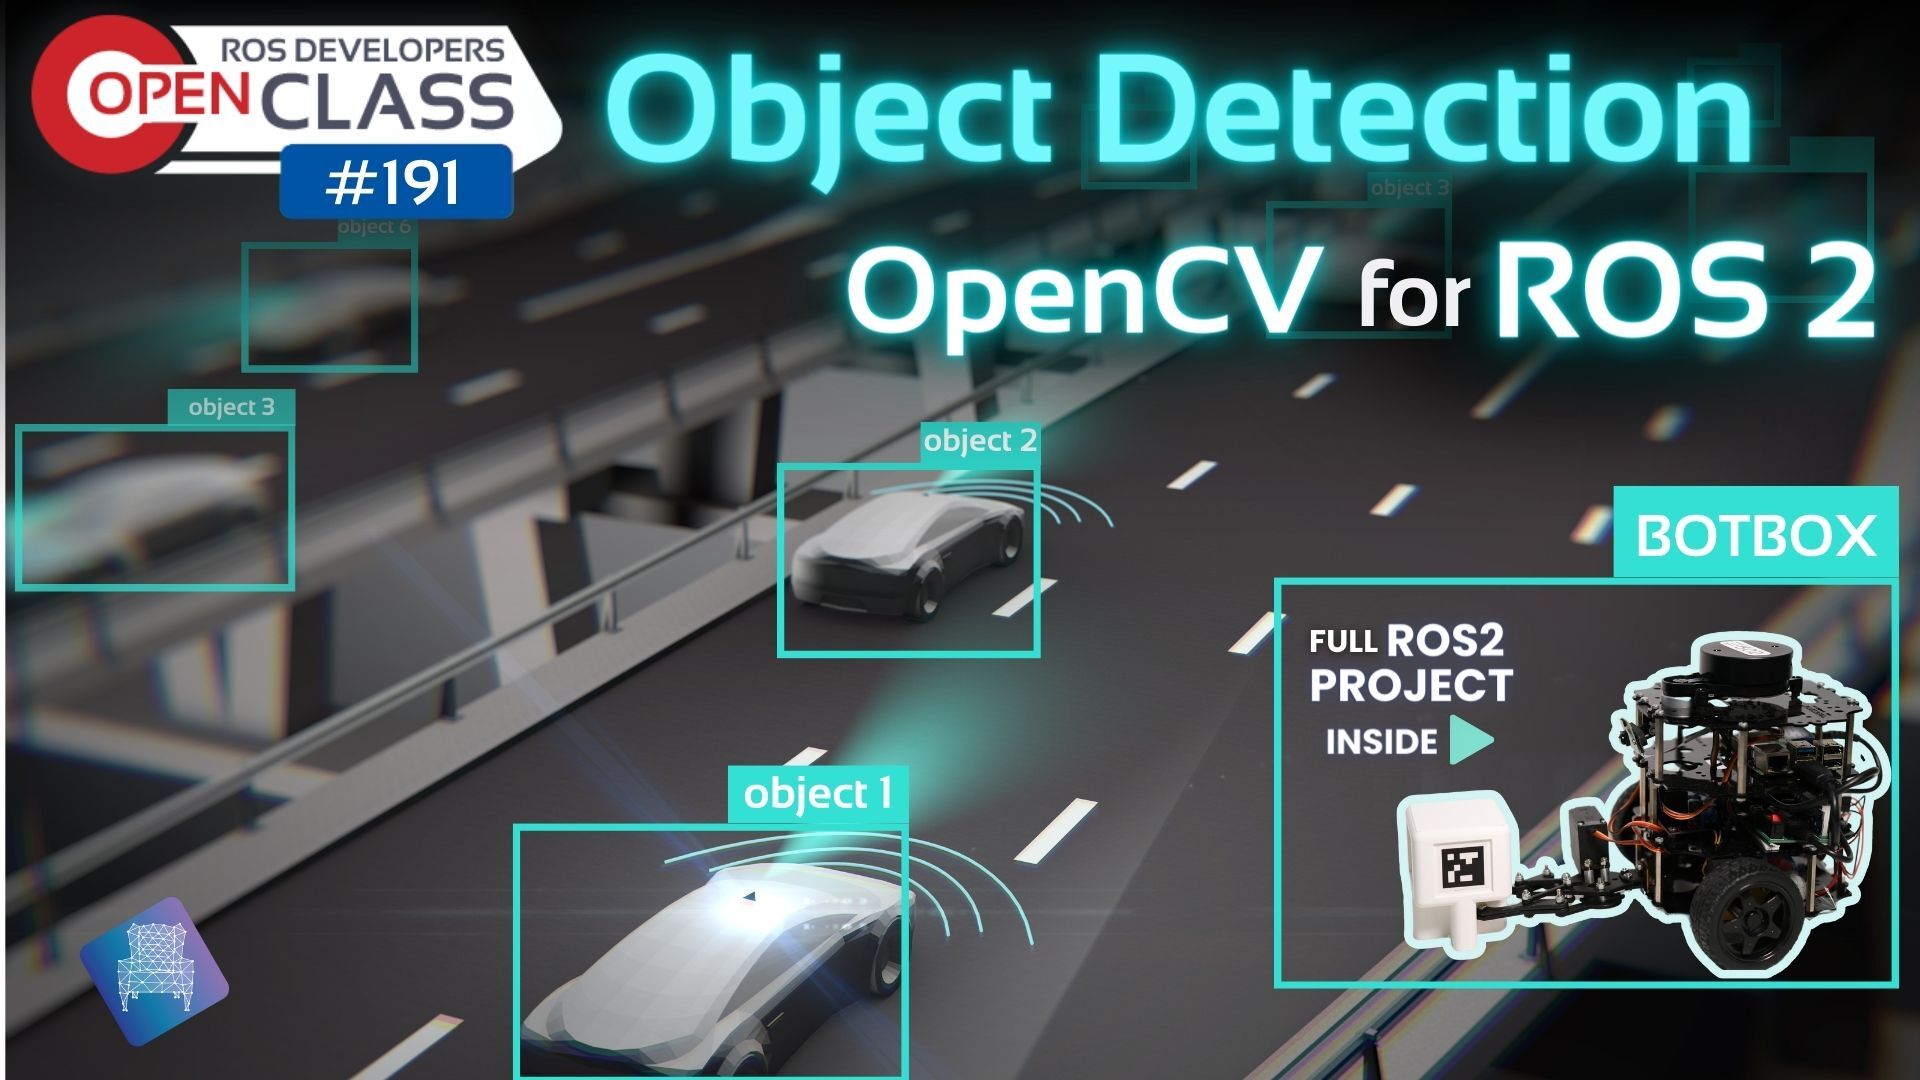 ROS DEVELOPERS
OPEN CLASS
#191
Object Detection
OpenCV for ROS 2
object 3
object 6
object 3
object 2
BOTBOX
FULL ROS2
PROJECT
INSIDE
object 1